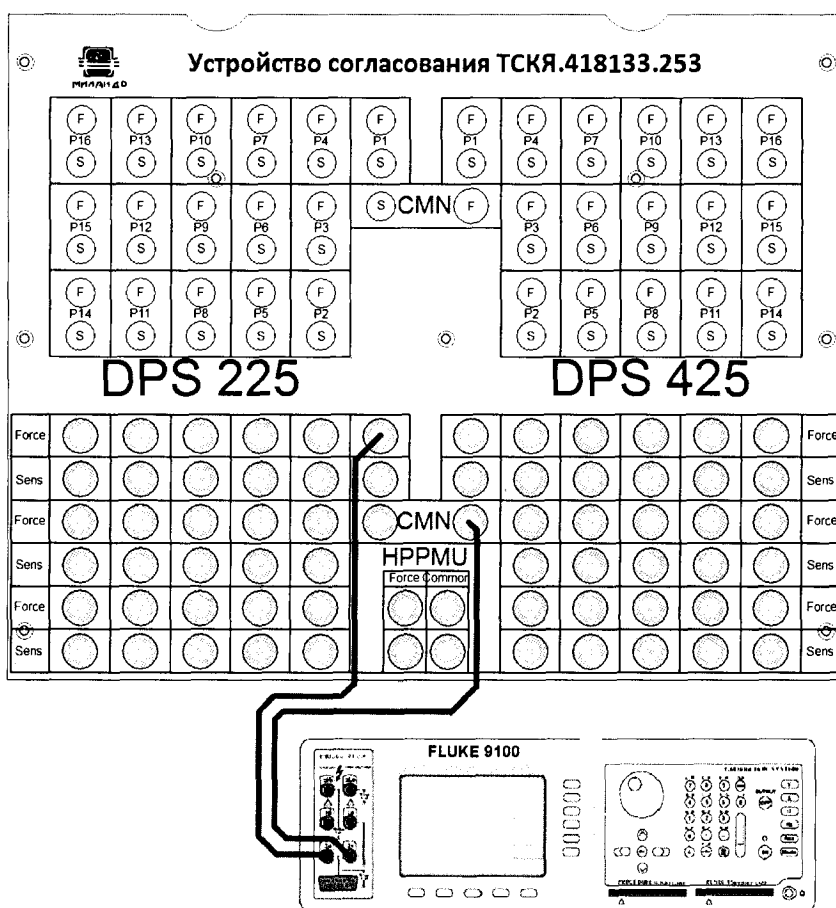 Устройство согласования ТСКЯ.418133.253
МИЛАНДР
F F F F F F F F F F F F
P16 P13 P10 P7 P4 P1 P1 P4 P7 P10 P13 P16
S S S S S S S S S S S S
F F F F F S CMN F F F F F F
P15 P12 P9 P6 P3 P3 P6 P9 P12 P15
S S S S S S S S S S
F F F F F F F F F F
P14 P11 P8 P5 P2 P2 P5 P8 P11 P14
S S S S S S S S S S
DPS 225 DPS 425
Force Force
Sens Sens
Force CMN Force
Sens HPPMU Sens
Force Common
Force Force
Sens Sens
FLUKE 9100